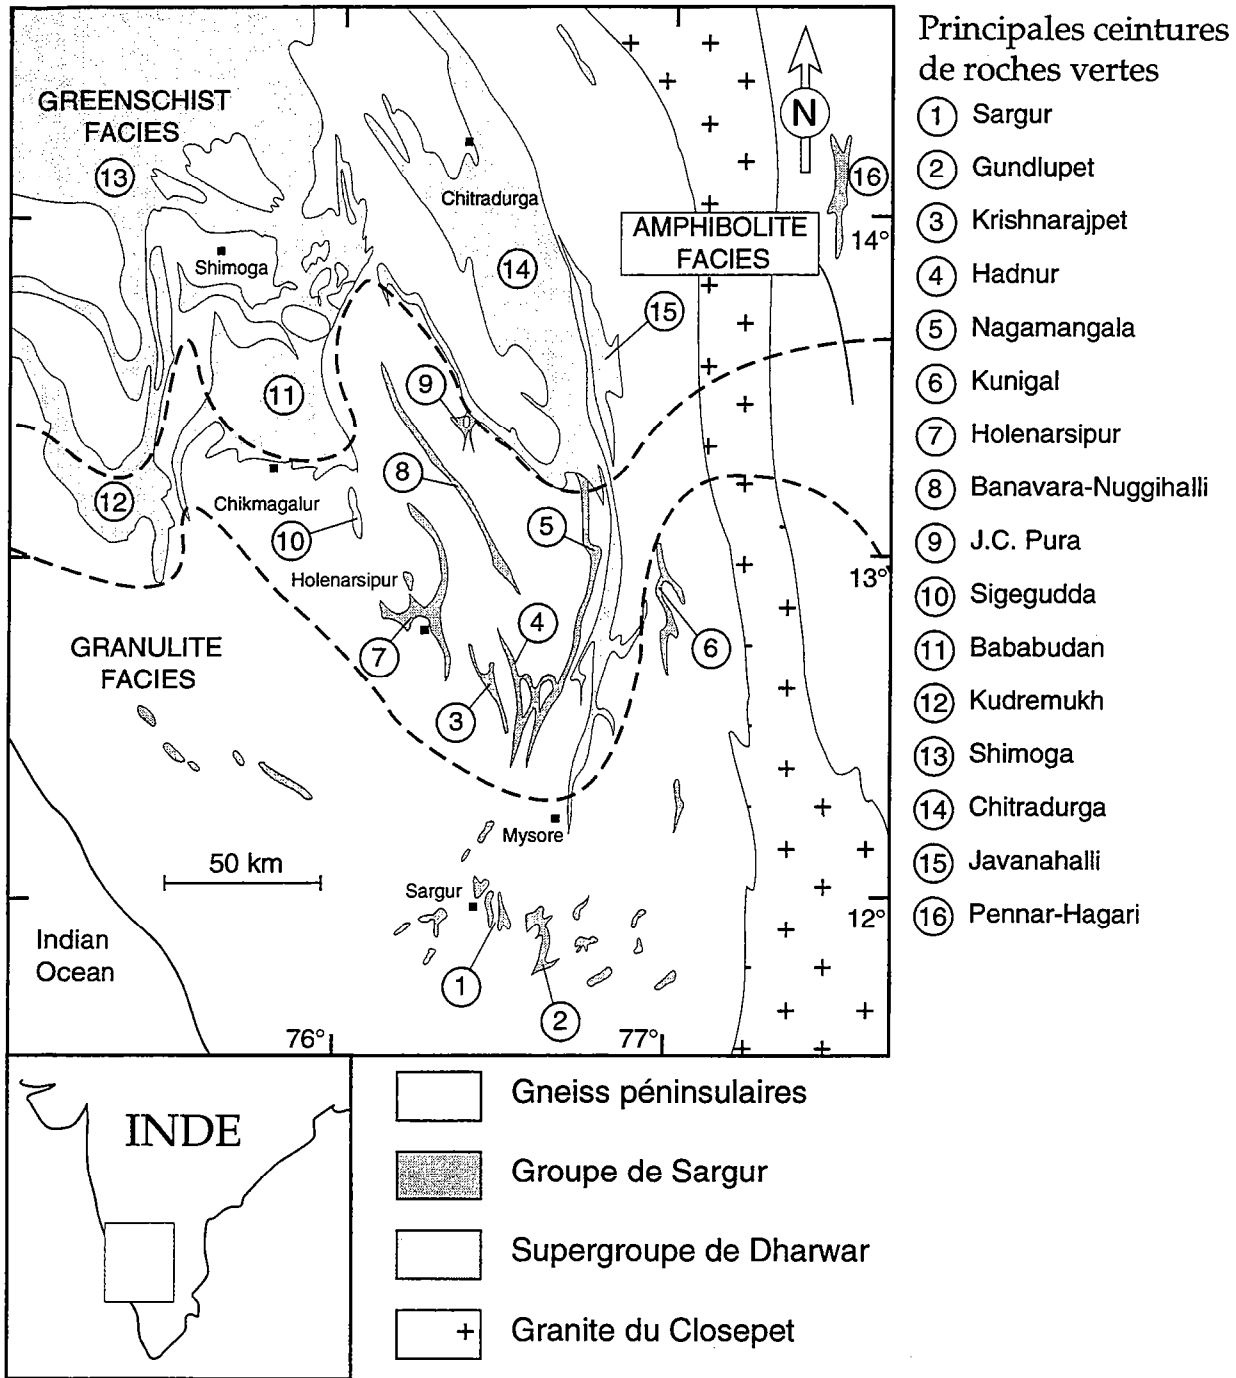 Principales ceintures
de roches vertes
1 Sargur
2 Gundlupet
3 Krishnarajpet
4 Hadnur
5 Nagamangala
6 Kunigal
7 Holenarsipur
8 Banavara-Nuggihalli
9 J.C. Pura
10 Sigegudda
11 Bababudan
12 Kudremukh
13 Shimoga
14 Chitradurga
15 Javanahalli
16 Pennar-Hagari
GREENSCHIST
FACIES
13
N
16
Chitradurga
AMPHIBOLITE
FACIES
14°
Shimoga
14
15
9
11
8
12
Chikmagalur
10
5
13°
Holenarsipur
4
7
6
GRANULITE
FACIES
3
Mysore
50 km
Sargur
12°
Indian
Ocean
1
2
76°
77°
INDE
Gneiss péninsulaires
Groupe de Sargur
Supergroupe de Dharwar
Granite du Closepet